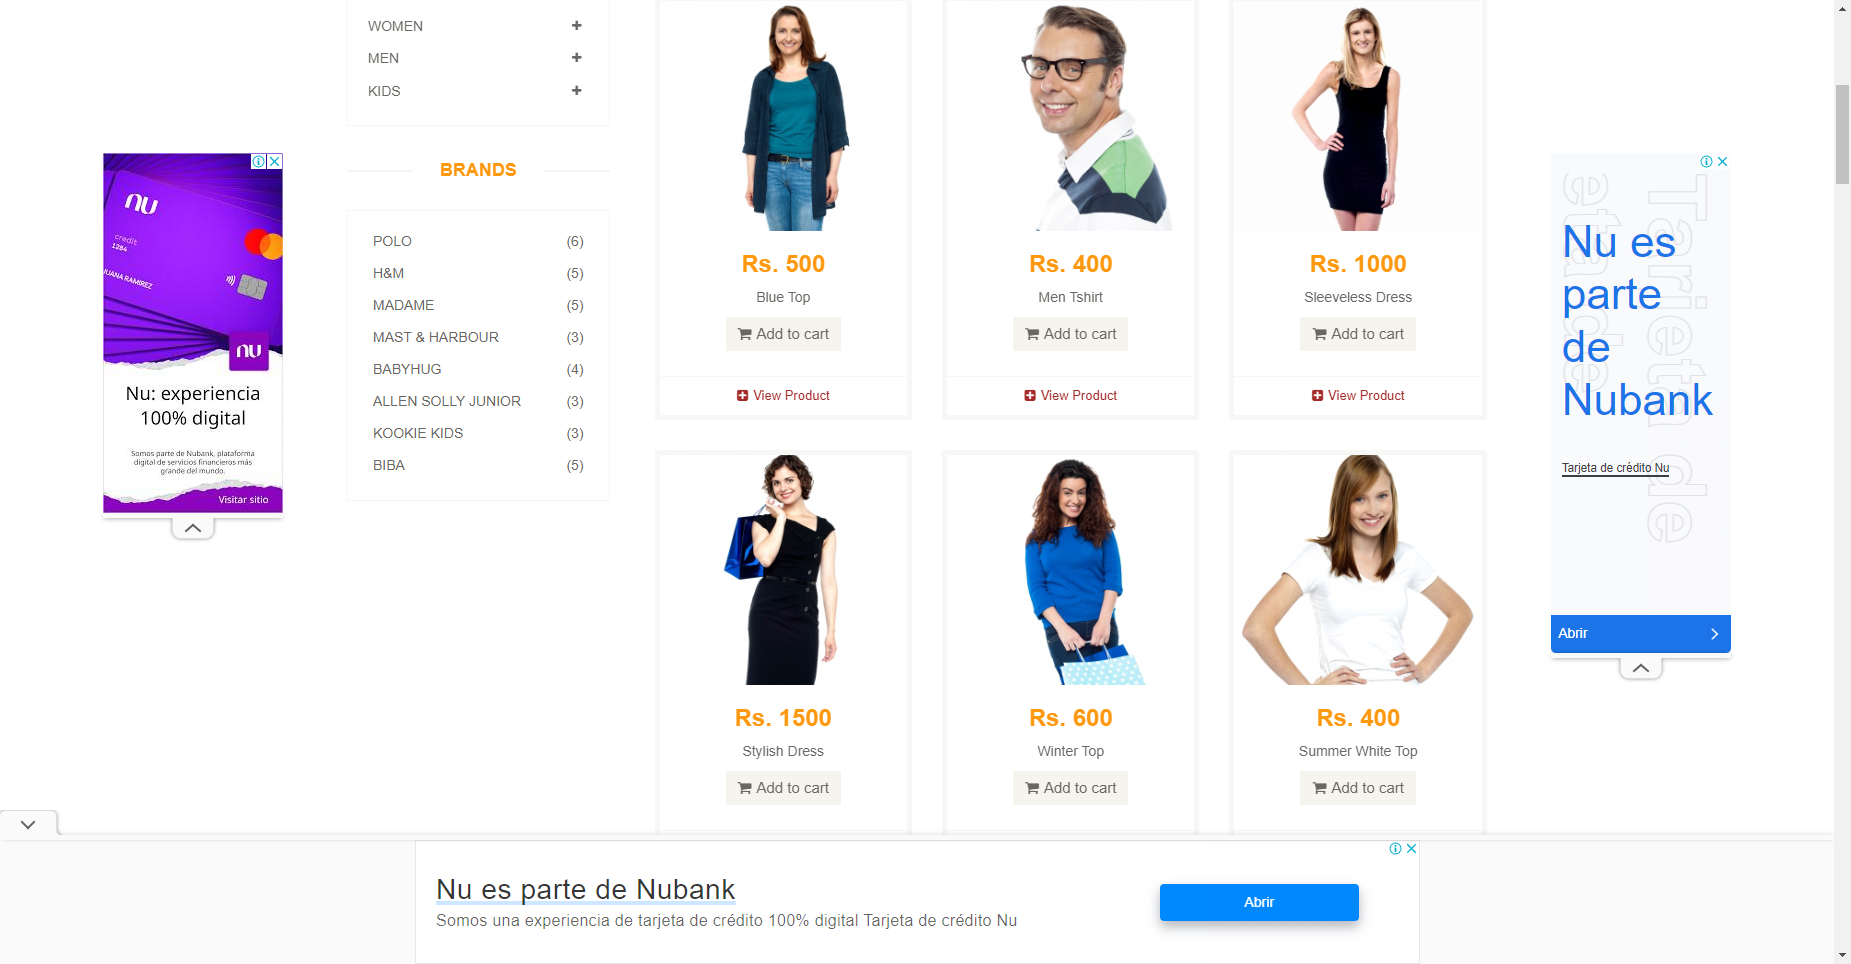 WOMEN
MEN
KIDS
BRANDS
POLO (6)
H&M (5)
MADAME (5)
MAST & HARBOUR (3)
BABYHUG (4)
ALLEN SOLLY JUNIOR (3)
KOOKIE KIDS (3)
BIBA (5)
nu
credit
1284
JUANA RAMIREZ
nu
Nu: experiencia
100% digital
Somos parte de Nubank, plataforma
digital de servicios financieros más
grande del mundo.
Visitar sitio
Rs. 500
Blue Top
Add to cart
View Product
Rs. 400
Men Tshirt
Add to cart
View Product
Rs. 1000
Sleeveless Dress
Add to cart
View Product
Rs. 1500
Stylish Dress
Add to cart
Rs. 600
Winter Top
Add to cart
Rs. 400
Summer White Top
Add to cart
Tarjeta de
Tarjeta de
Nu es
parte
de
Nubank
Tarjeta de crédito Nu
Abrir
Nu es parte de Nubank
Somos una experiencia de tarjeta de crédito 100% digital Tarjeta de crédito Nu
Abrir